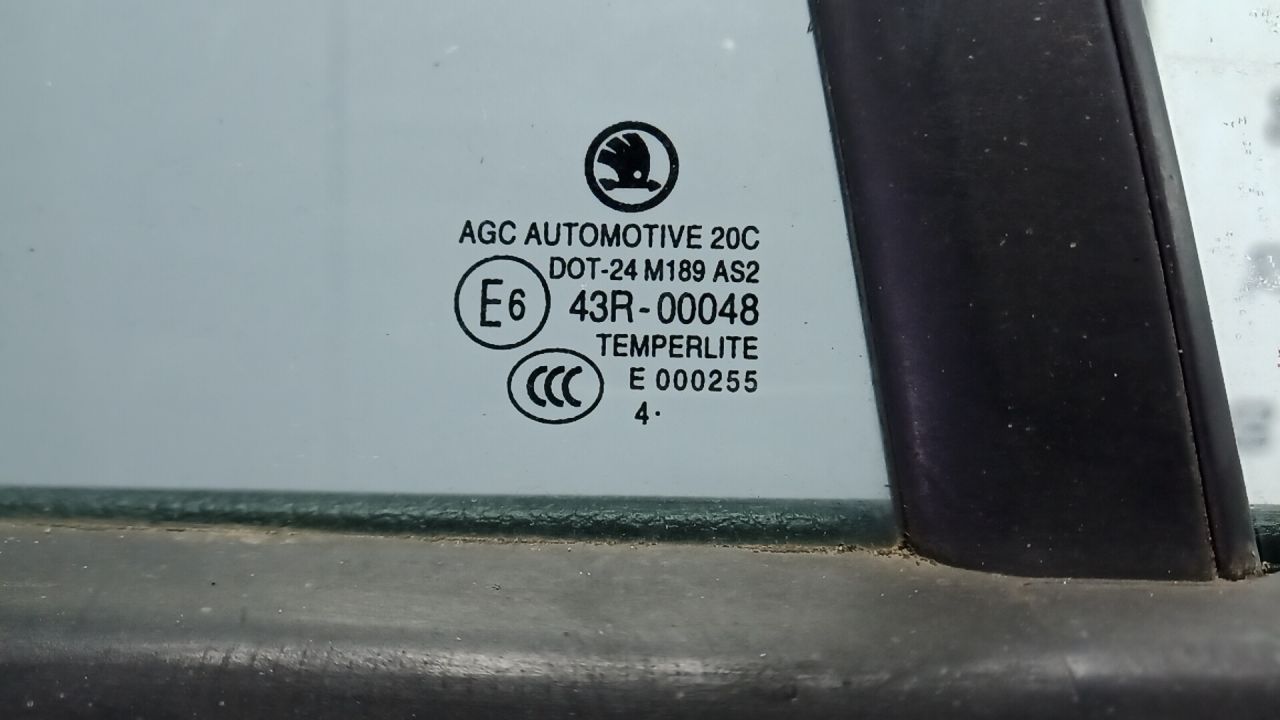 AGC AUTOMOTIVE 20C
DOT-24 M189 AS2
E6 43R-00048
TEMPERLITE
CCC E 000255
4·